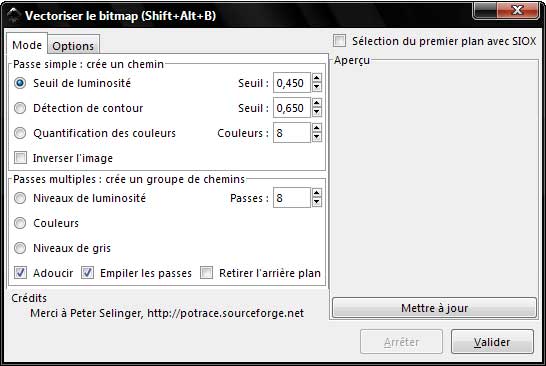 Vectoriser le bitmap (Shift+Alt+B)
Mode Options
Sélection du premier plan avec SIOX
Passe simple : crée un chemin
Aperçu
Seuil de luminosité Seuil : 0,450
Détection de contour Seuil : 0,650
Quantification des couleurs Couleurs : 8
Inverser l'image
Passes multiples : crée un groupe de chemins
Niveaux de luminosité Passes : 8
Couleurs
Niveaux de gris
Adoucir Empiler les passes Retirer l'arrière plan
Crédits
Merci à Peter Selinger, http://potrace.sourceforge.net
Mettre à jour
Arrêter Valider